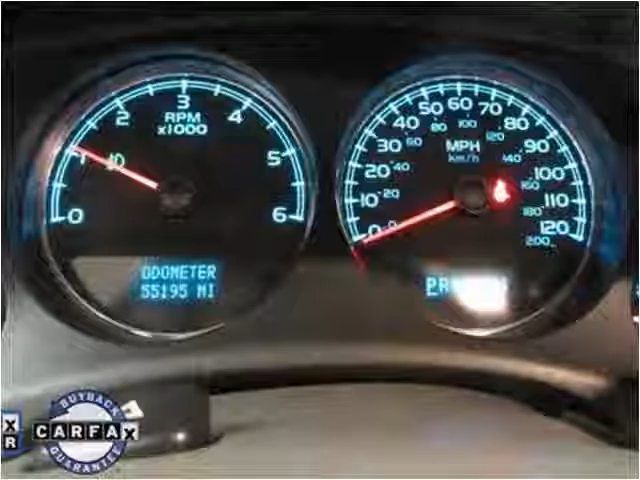 3
2 4
RPM
x1000
1 5
0 6
ODOMETER
55195 MI
60
50 70
40 80
30 90
20 100
10 110
0 120
MPH
km/h
100
80 120
60 140
40 160
20 180
0 200
BUYBACK
CARFAX
GUARANTEE
X
R